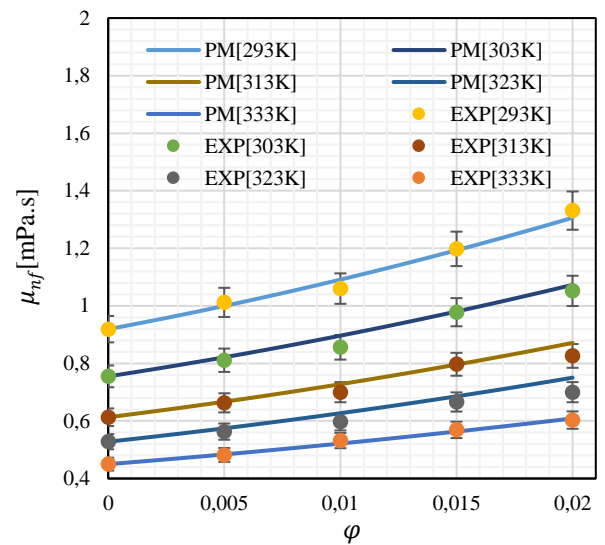 2
1,8
1,6
1,4
1,2
1
0,8
0,6
0,4
μnf[mPa.s]
PM[293K] PM[303K]
PM[313K] PM[323K]
PM[333K] EXP[293K]
EXP[303K] EXP[313K]
EXP[323K] EXP[333K]
0 0,005 0,01 0,015 0,02
φ